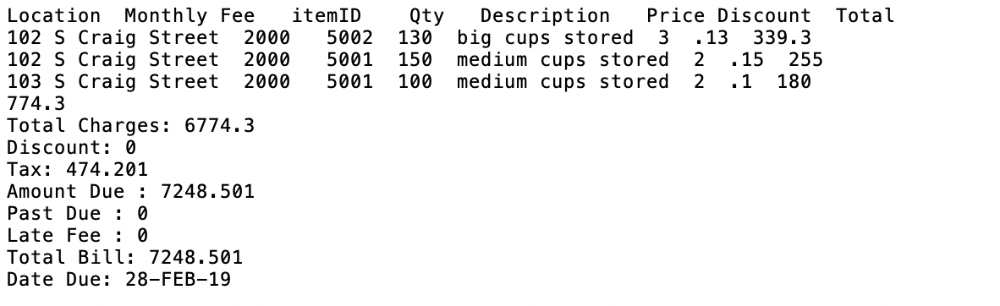 Location  Monthly Fee   itemID    Qty   Description   Price Discount  Total
102 S Craig Street  2000   5002  130  big cups stored  3  .13  339.3
102 S Craig Street  2000   5001  150  medium cups stored  2  .15  255
103 S Craig Street  2000   5001  100  medium cups stored  2  .1  180
774.3
Total Charges: 6774.3
Discount: 0
Tax: 474.201
Amount Due : 7248.501
Past Due : 0
Late Fee : 0
Total Bill: 7248.501
Date Due: 28-FEB-19